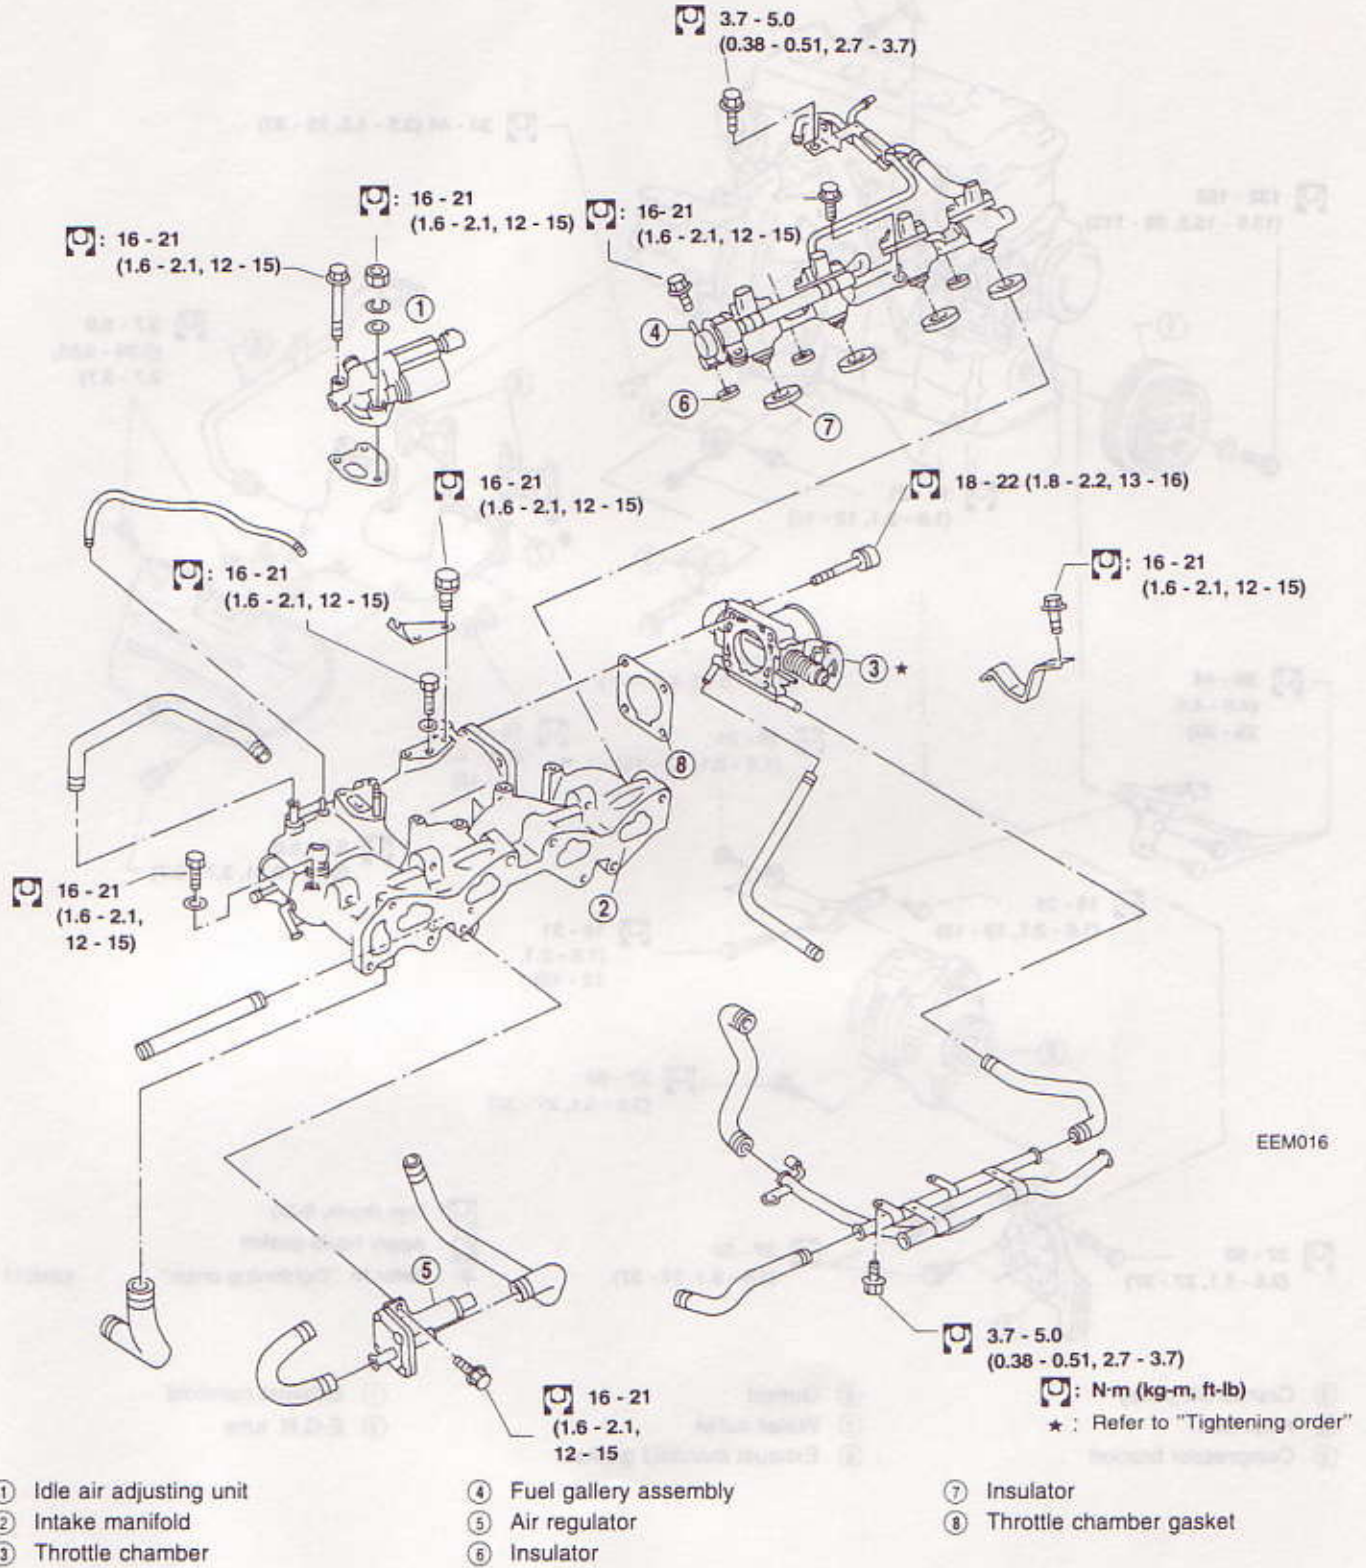 3.7 - 5.0
(0.38 - 0.51, 2.7 - 3.7)
: 16 - 21
(1.6 - 2.1, 12 - 15)
: 16 - 21
(1.6 - 2.1, 12 - 15)
: 16 - 21
(1.6 - 2.1, 12 - 15)
1
4
6
7
16 - 21
(1.6 - 2.1, 12 - 15)
18 - 22 (1.8 - 2.2, 13 - 16)
: 16 - 21
(1.6 - 2.1, 12 - 15)
: 16 - 21
(1.6 - 2.1, 12 - 15)
3 ★
8
16 - 21
(1.6 - 2.1,
12 - 15)
2
EEM016
5
3.7 - 5.0
(0.38 - 0.51, 2.7 - 3.7)
16 - 21
(1.6 - 2.1,
12 - 15
: N·m (kg-m, ft-lb)
★ : Refer to "Tightening order"
1 Idle air adjusting unit
2 Intake manifold
3 Throttle chamber
4 Fuel gallery assembly
5 Air regulator
6 Insulator
7 Insulator
8 Throttle chamber gasket